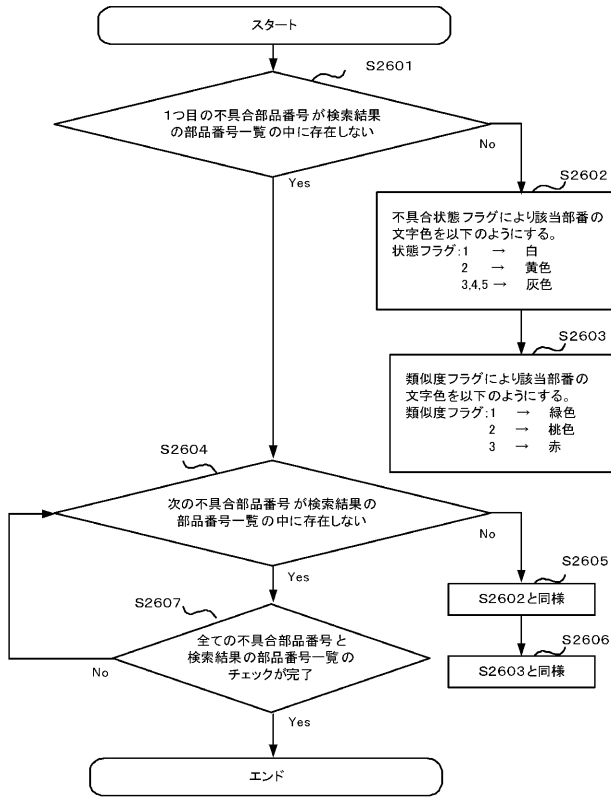 スタート
S2601
1つ目の不具合部品番号が検索結果
の部品番号一覧の中に存在しない
No
Yes
S2602
不具合状態フラグにより該当部番の
文字色を以下のようにする。
状態フラグ:1 → 白
2 → 黄色
3,4,5 → 灰色
S2603
類似度フラグにより該当部番の
文字色を以下のようにする。
類似度フラグ:1 → 緑色
2 → 桃色
3 → 赤
S2604
次の不具合部品番号が検索結果の
部品番号一覧の中に存在しない
No
Yes
S2605
S2602と同様
S2606
S2603と同様
S2607
全ての不具合部品番号と
検索結果の部品番号一覧の
チェックが完了
No
Yes
エンド